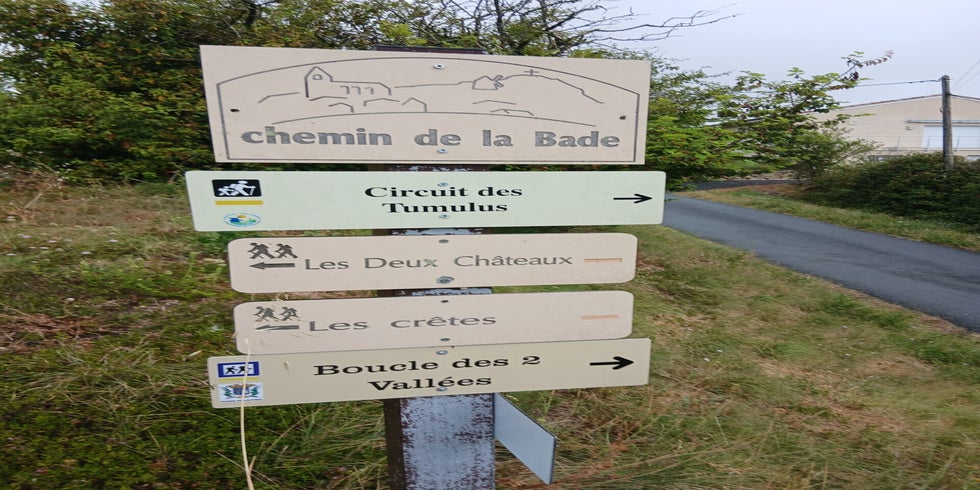 chemin de la Bade
Circuit des
Tumulus
Les Deux Châteaux
Les crêtes
Boucle des 2
Vallées